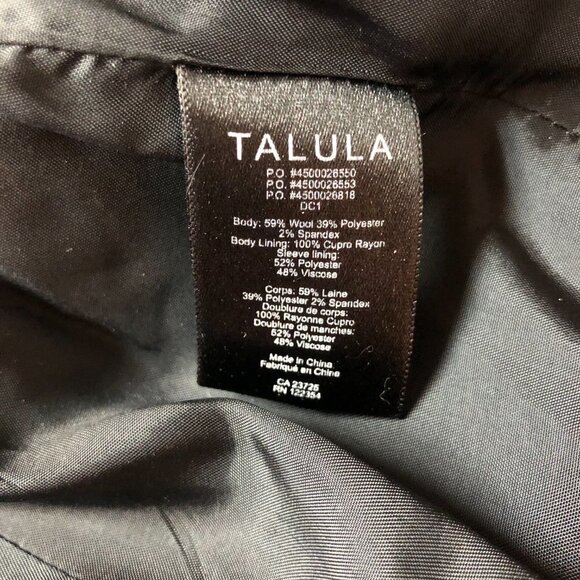 TALULA
P.O. #4500026550
P.O. #4500026553
P.O. #4500026818
DC1
Body: 59% Wool 39% Polyester
2% Spandex
Body Lining: 100% Cupro Rayon
Sleeve lining:
52% Polyester
48% Viscose
Corps: 59% Laine
39% Polyester 2% Spandex
Doublure de corps:
100% Rayonne Cupro
Doublure de manches:
52% Polyester
48% Viscose
Made in China
Fabriqué en Chine
CA 23725
RN 122354